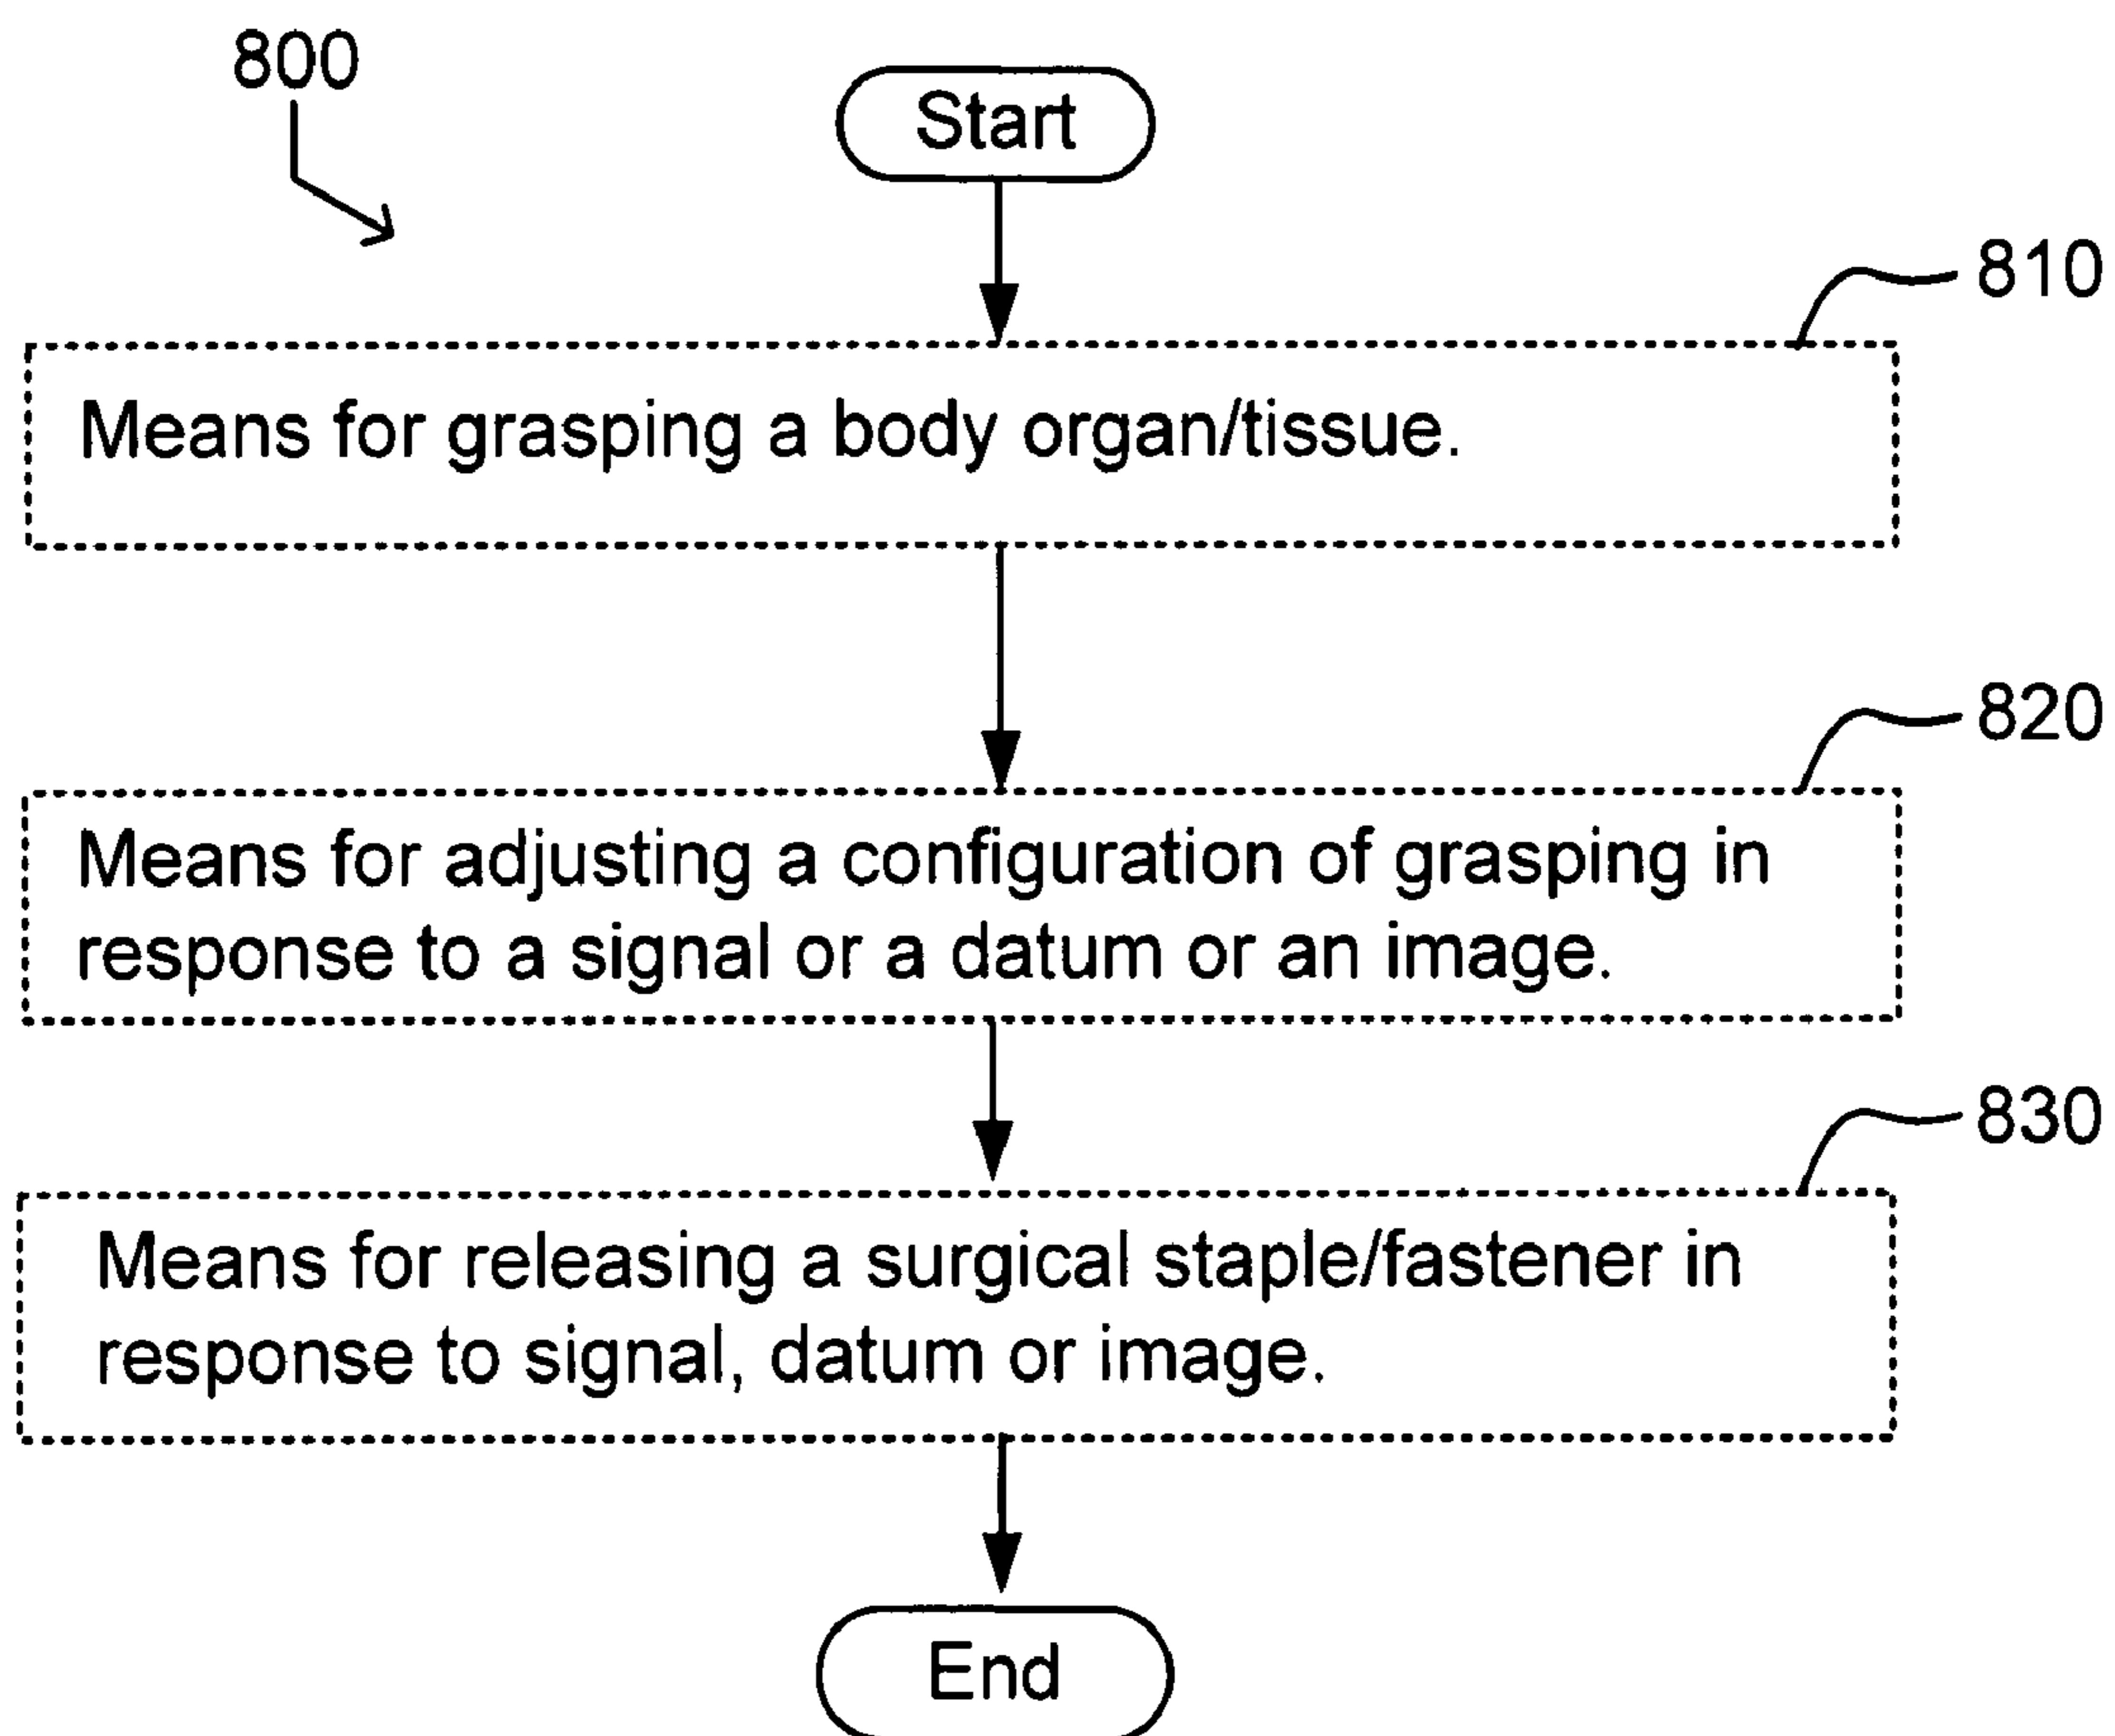 800
Start
810
Means for grasping a body organ/tissue.
820
Means for adjusting a configuration of grasping in
response to a signal or a datum or an image.
830
Means for releasing a surgical staple/fastener in
response to signal, datum or image.
End